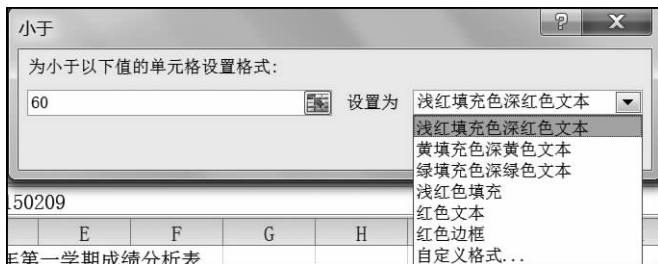 小于
为小于以下值的单元格设置格式:
60 设置为 浅红填充色深红色文本
浅红填充色深红色文本
黄填充色深黄色文本
绿填充色深绿色文本
浅红色填充
红色文本
红色边框
自定义格式...
150209
E F G H
年第一学期成绩分析表